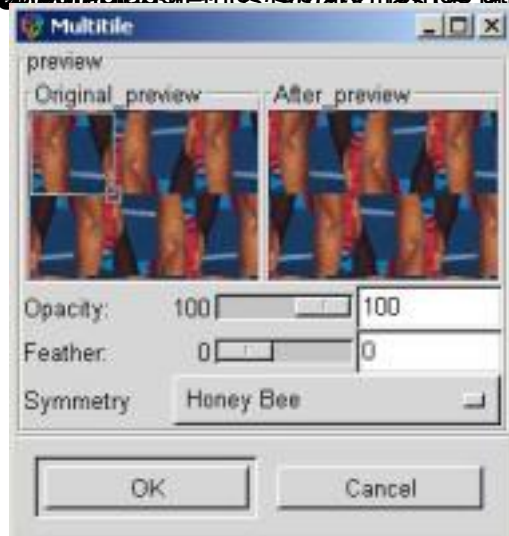 Multitile
preview
Original_preview After_preview
Opacity: 100 100
Feather: 0 0
Symmetry Honey Bee
OK Cancel